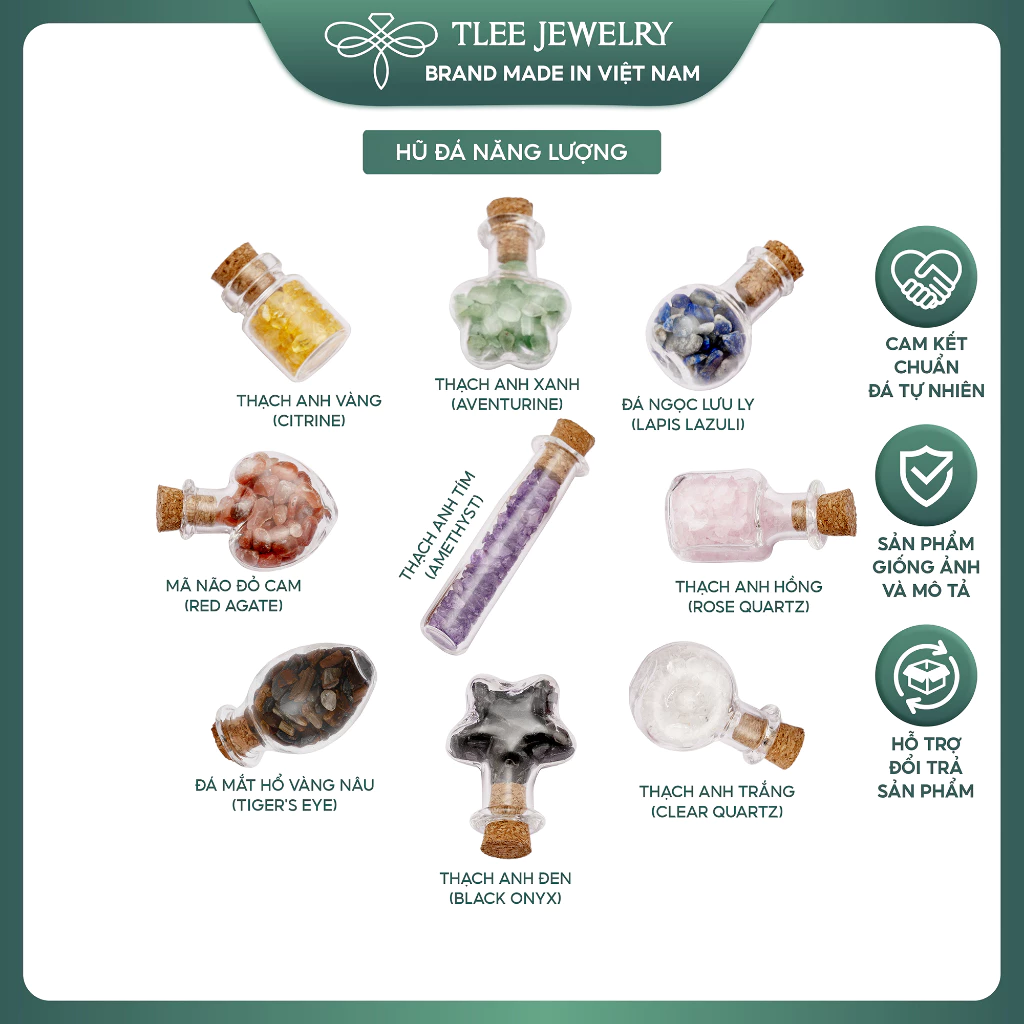 TLEE JEWELRY
BRAND MADE IN VIỆT NAM
HŨ ĐÁ NĂNG LƯỢNG
THẠCH ANH VÀNG
(CITRINE)
THẠCH ANH XANH
(AVENTURINE)
ĐÁ NGỌC LƯU LY
(LAPIS LAZULI)
CAM KẾT
CHUẨN
ĐÁ TỰ NHIÊN
MÃ NÃO ĐỎ CAM
(RED AGATE)
THẠCH ANH TÍM
(AMETHYST)
THẠCH ANH HỒNG
(ROSE QUARTZ)
SẢN PHẨM
GIỐNG ẢNH
VÀ MÔ TẢ
ĐÁ MẮT HỔ VÀNG NÂU
(TIGER'S EYE)
THẠCH ANH ĐEN
(BLACK ONYX)
THẠCH ANH TRẮNG
(CLEAR QUARTZ)
HỖ TRỢ
ĐỔI TRẢ
SẢN PHẨM